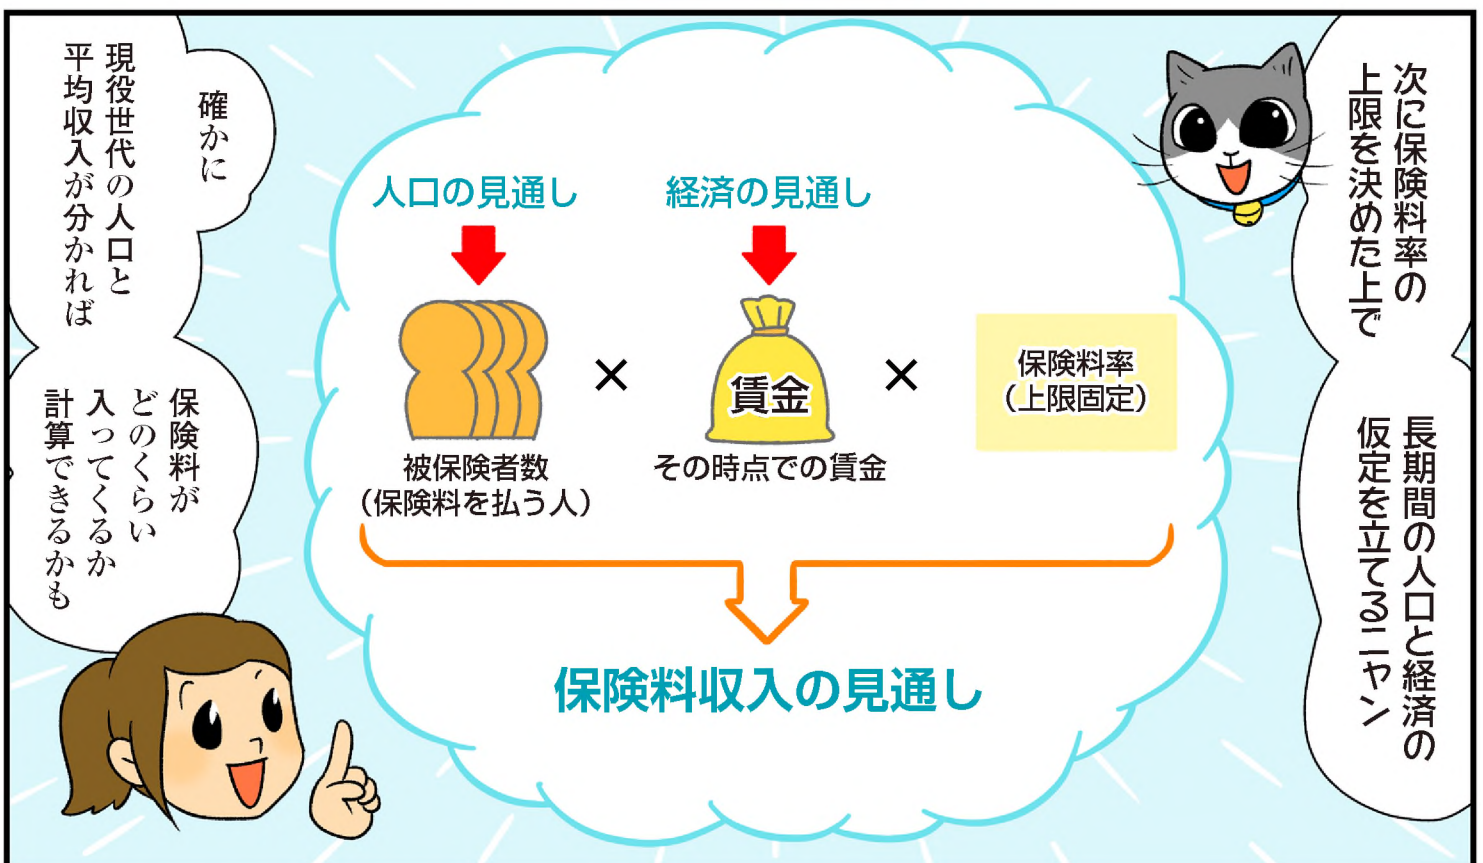 次に保険料率の
上限を決めた上で
長期間の人口と経済の
仮定を立てるニャン
人口の見通し
経済の見通し
×
賃金
×
保険料率
（上限固定）
被保険者数
（保険料を払う人）
その時点での賃金
保険料収入の見通し
確かに
現役世代の人口と
平均収入が分かれば
保険料が
どのくらい
入ってくるか
計算できるかも